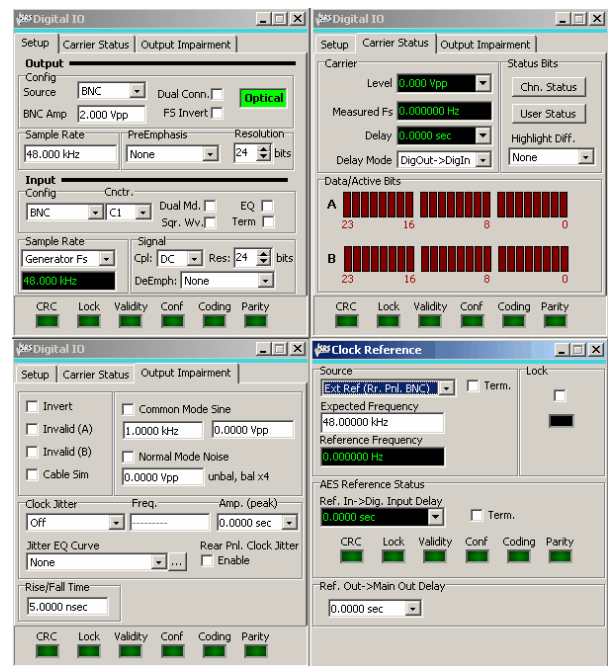 SRS Digital IO
Setup Carrier Status Output Impairment
Output
Config
Source BNC Dual Conn. Optical
BNC Amp 2.000 Vpp FS Invert
Sample Rate PreEmphasis Resolution
48.000 kHz None 24 bits
Input
Config Cnctr.
BNC C1 Dual Md. EQ
Sqr. Wv. Term
Sample Rate Signal
Generator Fs Cpl: DC Res: 24 bits
48.000 kHz DeEmph: None
CRC Lock Validity Conf Coding Parity
SRS Digital IO
Setup Carrier Status Output Impairment
Carrier Status Bits
Level 0.000 Vpp Chn. Status
Measured Fs 0.000000 Hz User Status
Delay 0.0000 sec Highlight Diff.
Delay Mode DigOut->DigIn None
Data/Active Bits
A
23 16 8 0
B
23 16 8 0
CRC Lock Validity Conf Coding Parity
SRS Digital IO
Setup Carrier Status Output Impairment
Invert Common Mode Sine
Invalid (A) 1.0000 kHz 0.0000 Vpp
Invalid (B) Normal Mode Noise
Cable Sim 0.0000 Vpp unbal, bal x4
Clock Jitter Freq. Amp. (peak)
Off --------- 0.0000 sec
Jitter EQ Curve Rear Pnl. Clock Jitter
None ... Enable
Rise/Fall Time
5.0000 nsec
CRC Lock Validity Conf Coding Parity
SRS Clock Reference
Source Lock
Ext Ref (Rr. Pnl. BNC) Term.
Expected Frequency
48.00000 kHz
Reference Frequency
0.000000 Hz
AES Reference Status
Ref. In->Dig. Input Delay
0.0000 sec Term.
CRC Lock Validity Conf Coding Parity
Ref. Out->Main Out Delay
0.0000 sec